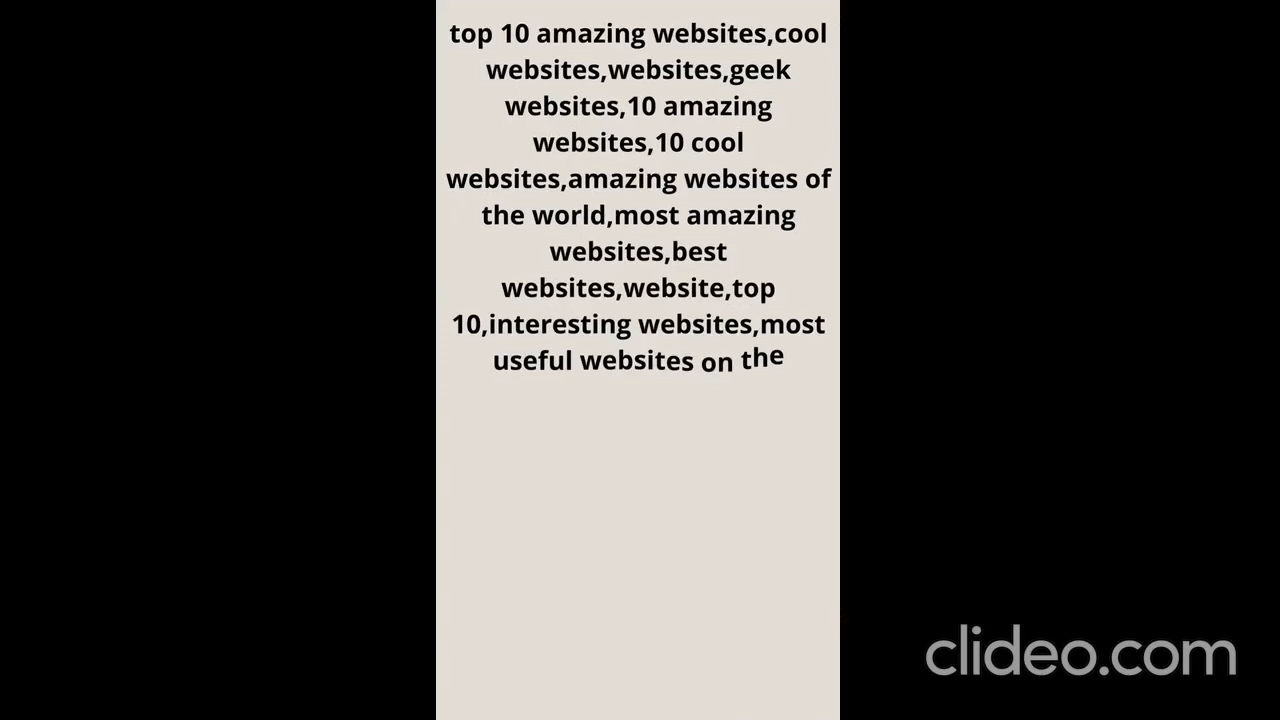 top 10 amazing websites,cool
websites,websites,geek
websites,10 amazing
websites,10 cool
websites,amazing websites of
the world,most amazing
websites,best
websites,website,top
10,interesting websites,most
useful websites on the
clideo.com